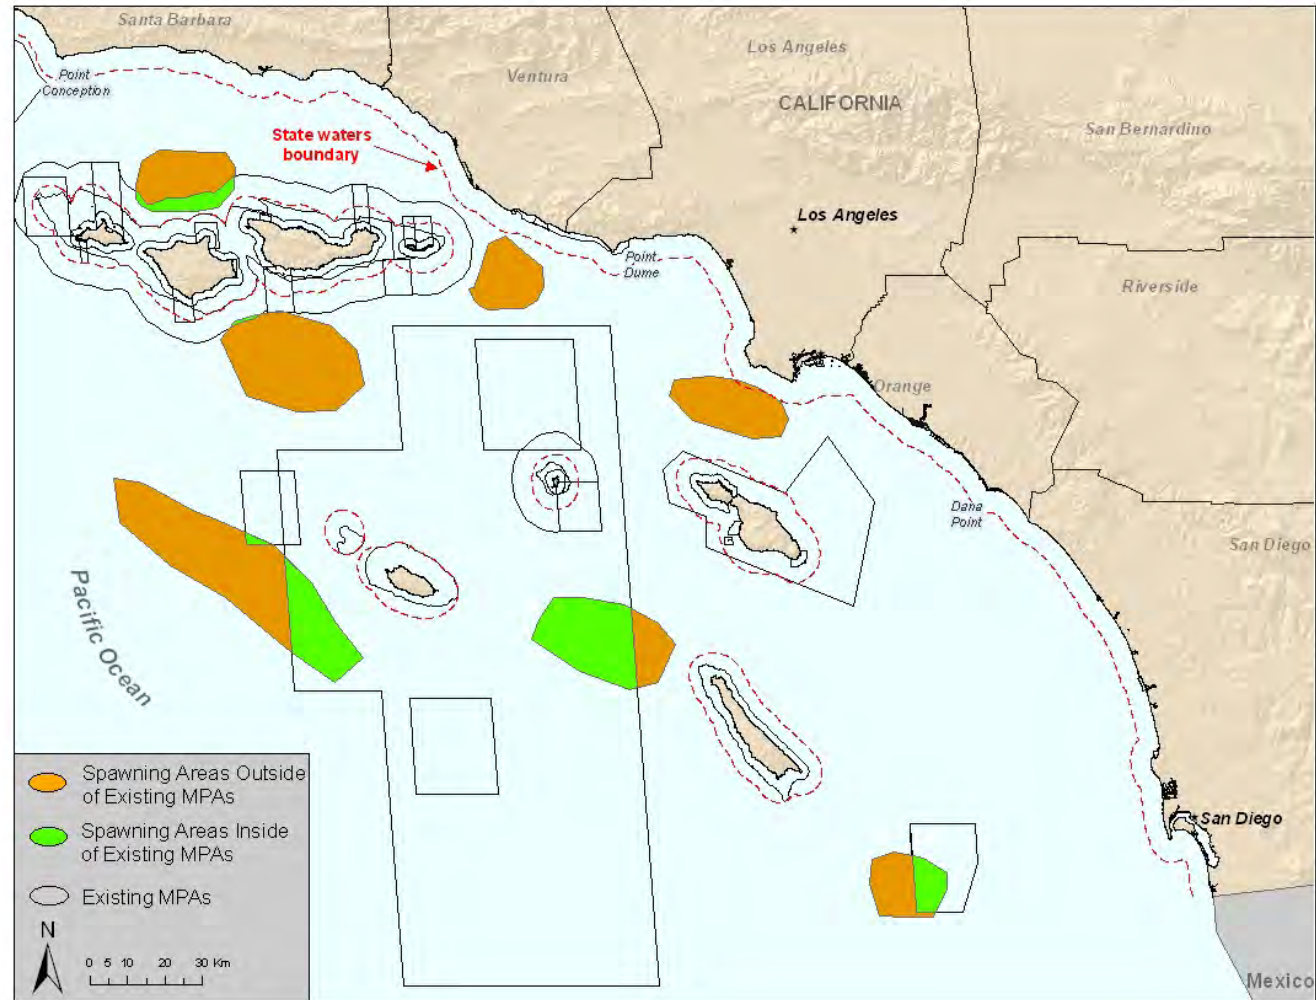 Santa Barbara
Los Angeles
Point
Conception
Ventura
CALIFORNIA
San Bernardino
State waters
boundary
Los Angeles
Point
Dume
Riverside
Orange
Dana
Point
San Diego
Pacific Ocean
Spawning Areas Outside
of Existing MPAs
Spawning Areas Inside
of Existing MPAs
Existing MPAs
San Diego
N
0 5 10 20 30 Km
Mexico